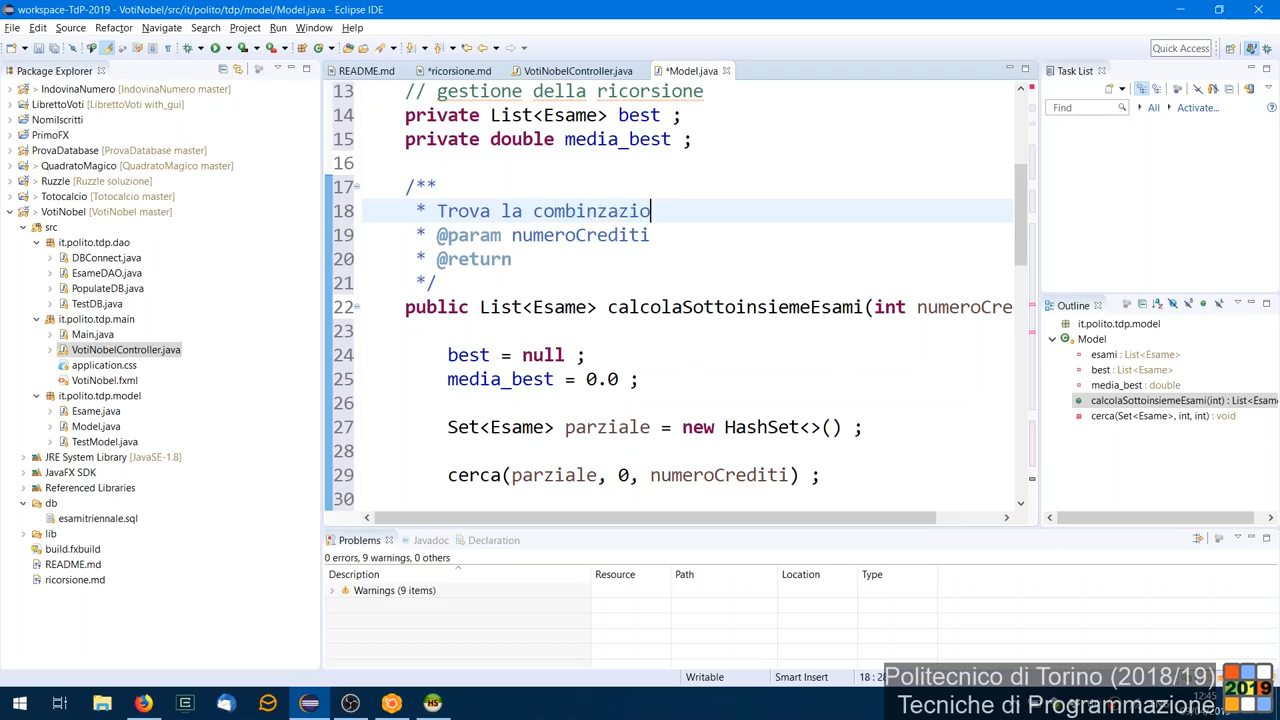 workspace-TdP-2019 - VotiNobel/src/it/polito/tdp/model/Model.java - Eclipse IDE
File Edit Source Refactor Navigate Search Project Run Window Help
Quick Access
Package Explorer
IndovinaNumero [IndovinaNumero master]
LibrettoVoti [LibrettoVoti with_gui]
NomiIscritti
PrimoFX
ProvaDatabase [ProvaDatabase master]
> QuadratoMagico [QuadratoMagico master]
> Ruzzle [Ruzzle soluzione]
> Totocalcio [Totocalcio master]
> VotiNobel [VotiNobel master]
src
it.polito.tdp.dao
DBConnect.java
EsameDAO.java
PopulateDB.java
TestDB.java
it.polito.tdp.main
Main.java
VotiNobelController.java
application.css
VotiNobel.fxml
it.polito.tdp.model
Esame.java
Model.java
TestModel.java
JRE System Library [JavaSE-1.8]
JavaFX SDK
Referenced Libraries
db
esamitriennale.sql
lib
build.fxbuild
README.md
ricorsione.md
README.md *ricorsione.md VotiNobelController.java *Model.java
13 // gestione della ricorsione
14 private List<Esame> best ;
15 private double media_best ;
16
17 /**
18 * Trova la combinzazio
19 * @param numeroCrediti
20 * @return
21 */
22 public List<Esame> calcolaSottoinsiemeEsami(int numeroCre
23
24 best = null ;
25 media_best = 0.0 ;
26
27 Set<Esame> parziale = new HashSet<>() ;
28
29 cerca(parziale, 0, numeroCrediti) ;
30
Task List
Find All Activate...
Outline
it.polito.tdp.model
Model
esami : List<Esame>
best : List<Esame>
media_best : double
calcolaSottoinsiemeEsami(int) : List<Esame
cerca(Set<Esame>, int, int) : void
Problems Javadoc Declaration
0 errors, 9 warnings, 0 others
Description Resource Path Location Type
Warnings (9 items)
Writable Smart Insert
Politecnico di Torino (2018/19)
Tecniche di Programmazione
2019
12:45